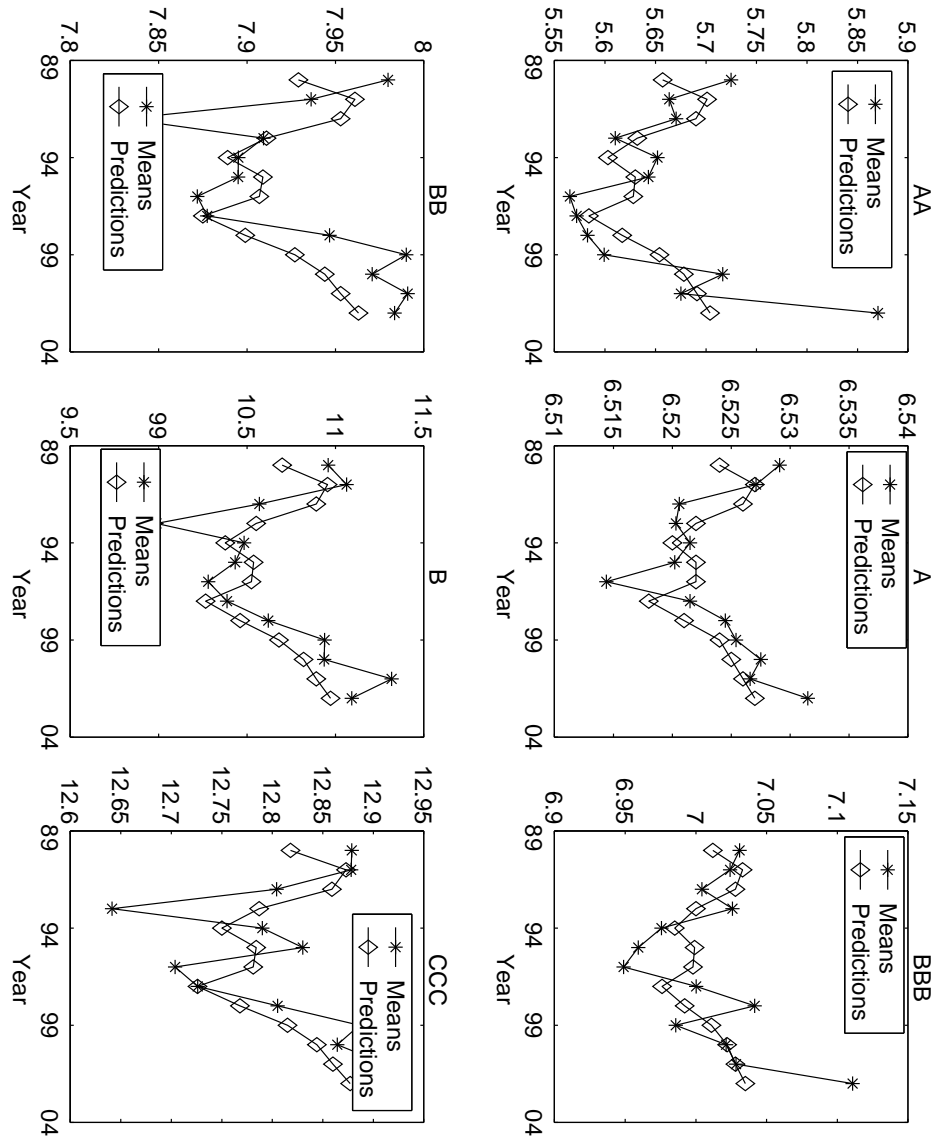 AA
5.9
5.85
5.8
5.75
5.7
5.65
5.6
5.55
Means
Predictions
89 94 99 04
Year
A
6.54
6.535
6.53
6.525
6.52
6.515
6.51
Means
Predictions
89 94 99 04
Year
BBB
7.15
7.11
7.05
7
6.95
6.9
Means
Predictions
89 94 99 04
Year
BB
8
7.95
7.9
7.85
7.8
Means
Predictions
89 94 99 04
Year
B
11.5
11
10.5
99
9.5
Means
Predictions
89 94 99 04
Year
CCC
12.95
12.9
12.85
12.8
12.75
12.7
12.65
12.6
Means
Predictions
89 94 99 04
Year